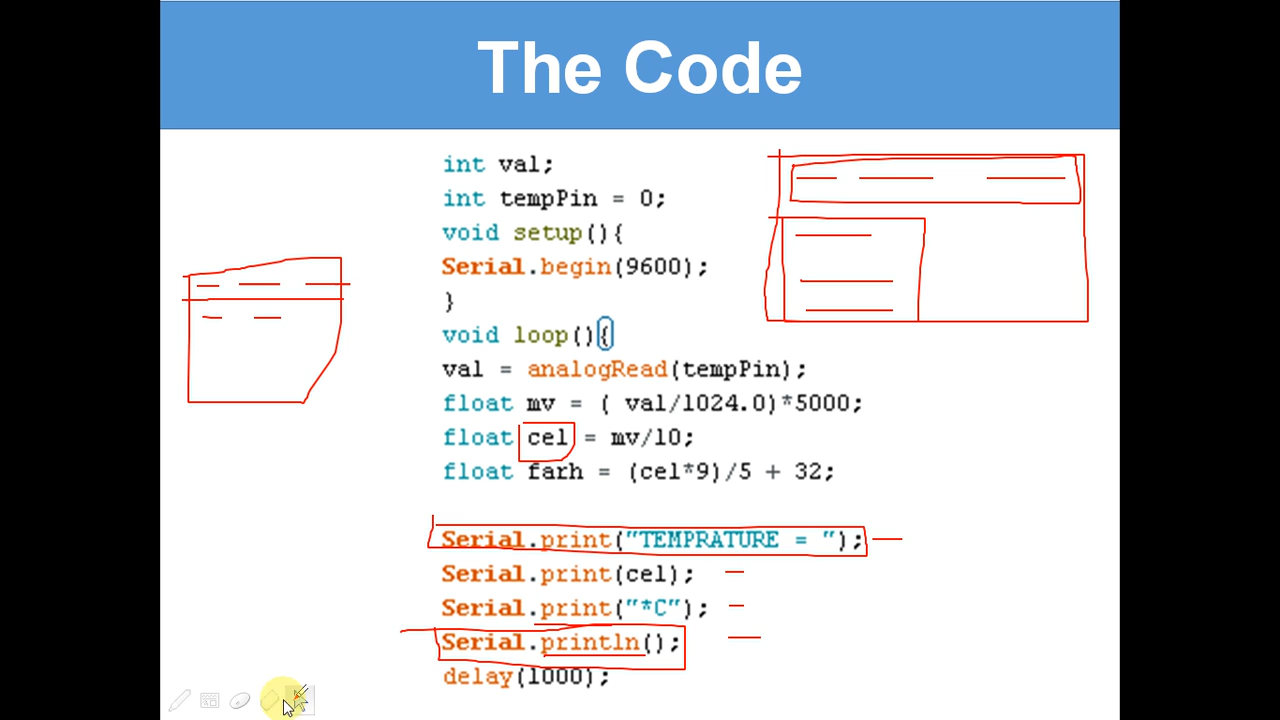 The Code
int val;
int tempPin = 0;
void setup(){
Serial.begin(9600);
}
void loop(){
val = analogRead(tempPin);
float mv = ( val/1024.0)*5000;
float cel = mv/10;
float farh = (cel*9)/5 + 32;
Serial.print("TEMPRATURE = ");
Serial.print(cel);
Serial.print("*C");
Serial.println();
delay(1000);